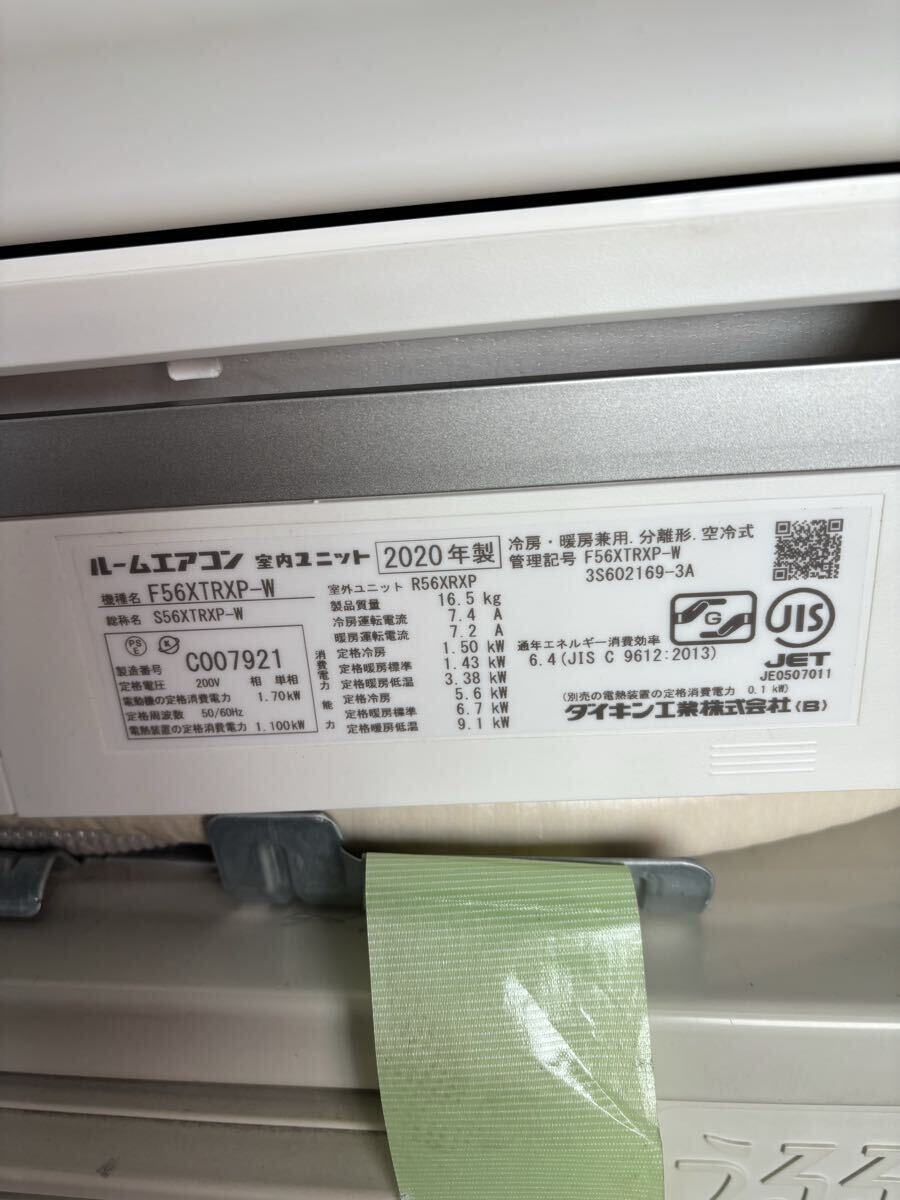 ルームエアコン 室内ユニット 2020年製 冷房・暖房兼用.分離形.空冷式
機種名 F56XTRXP-W
総称名 S56XTRXP-W
PS E
製造番号 C007921
定格電圧 200V 相 単相
電動機の定格消費電力 1.70kW
定格周波数 50/60Hz
電熱装置の定格消費電力 1.100kW
室外ユニット R56XRXP
製品質量 16.5 kg
冷房運転電流 7.4 A
暖房運転電流 7.2 A
消費電力
定格冷房 1.50 kW
定格暖房標準 1.43 kW
定格暖房低温 3.38 kW
能力
定格冷房 5.6 kW
定格暖房標準 6.7 kW
定格暖房低温 9.1 kW
管理記号 F56XTRXP-W
3S602169-3A
G
JIS
JET
JE0507011
通年エネルギー消費効率
6.4(JIS C 9612:2013)
(別売の電熱装置の定格消費電力 0.1 kW)
ダイキン工業株式会社(B)
うるる